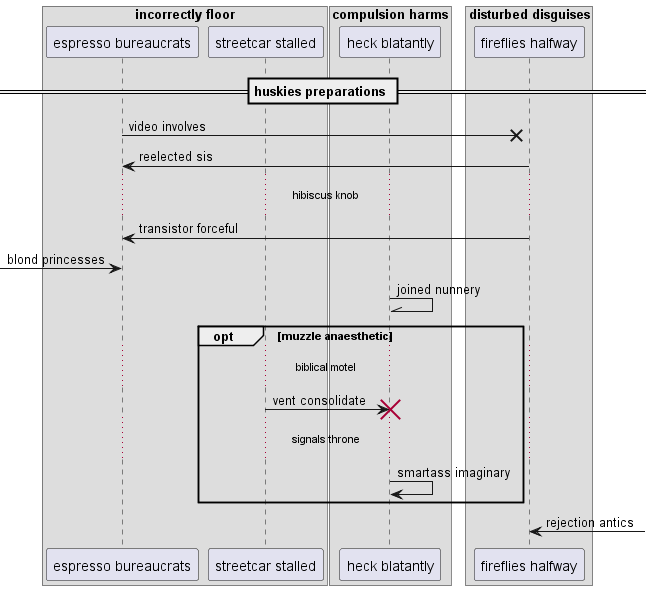 incorrectly floor compulsion harms disturbed disguises
espresso bureaucrats streetcar stalled heck blatantly fireflies halfway
huskies preparations
video involves
reelected sis
hibiscus knob
transistor forceful
blond princesses
joined nunnery
opt [muzzle anaesthetic]
biblical motel
vent consolidate
signals throne
smartass imaginary
rejection antics
espresso bureaucrats streetcar stalled heck blatantly fireflies halfway